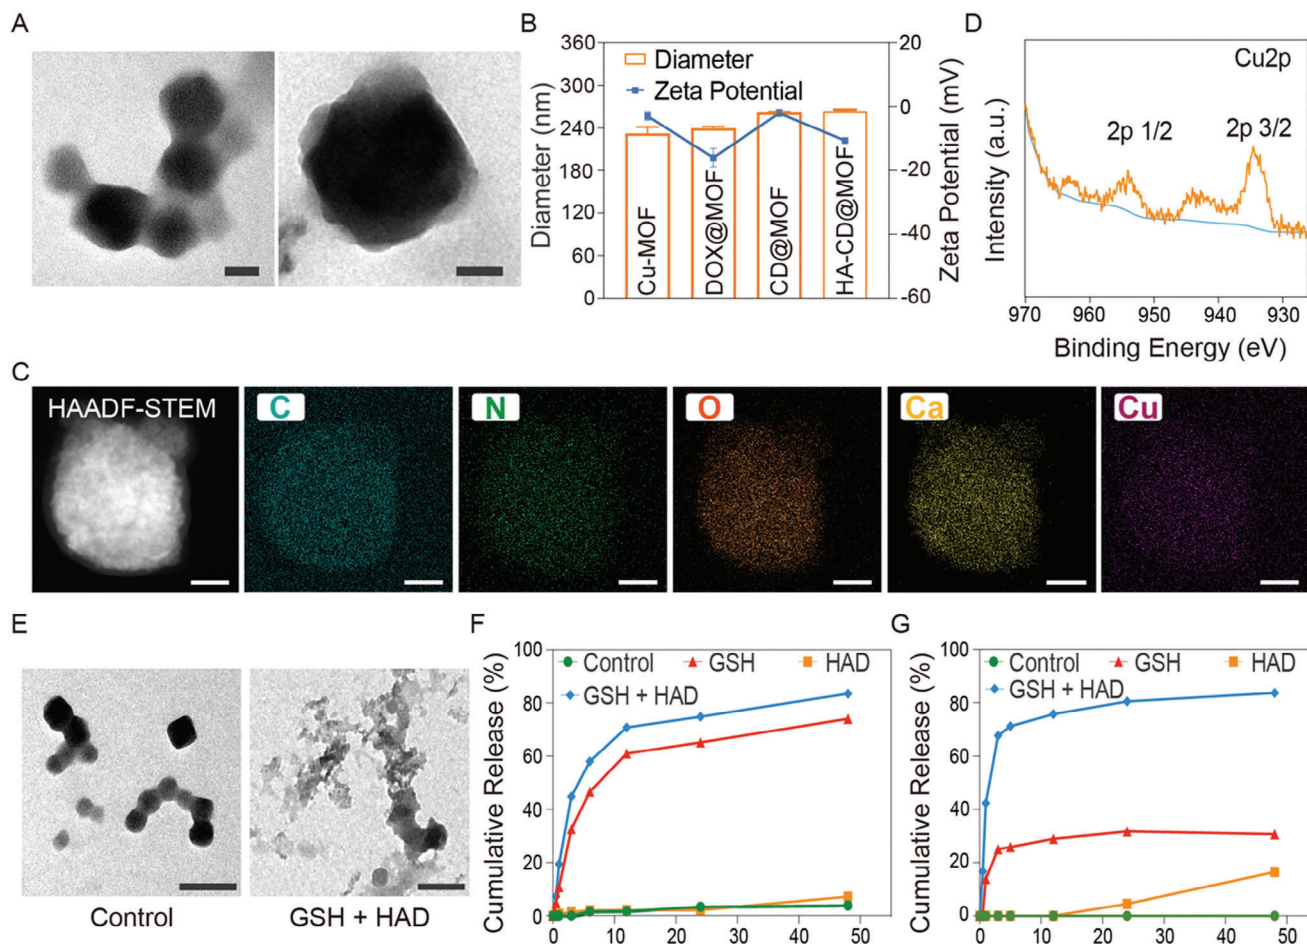 A
B
Diameter (nm)
360
300
240
180
120
60
0
Diameter
Zeta Potential
Cu-MOF
DOX@MOF
CD@MOF
HA-CD@MOF
20
0
-20
-40
-60
Zeta Potential (mV)
D
Cu2p
2p 1/2
2p 3/2
Intensity (a.u.)
970
960
950
940
930
Binding Energy (eV)
C
HAADF-STEM
C
N
O
Ca
Cu
E
Control
GSH + HAD
F
Cumulative Release (%)
100
80
60
40
20
0
Control
GSH
HAD
GSH + HAD
0
10
20
30
40
50
G
Cumulative Release (%)
100
80
60
40
20
0
Control
GSH
HAD
GSH + HAD
0
10
20
30
40
50